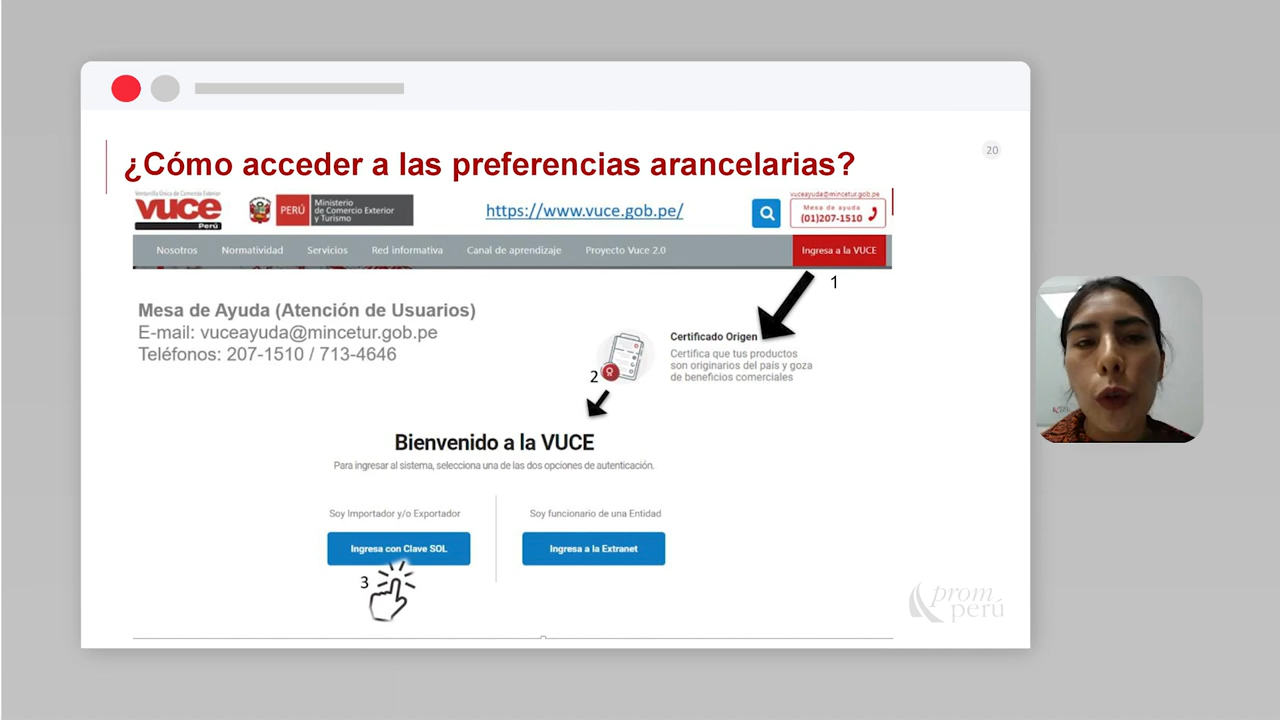 ¿Cómo acceder a las preferencias arancelarias?
20
Ventanilla Única de Comercio Exterior
vuce
Perú
PERÚ
Ministerio
de Comercio Exterior
y Turismo
https://www.vuce.gob.pe/
vuceayuda@mincetur.gob.pe
Mesa de ayuda
(01)207-1510
Nosotros
Normatividad
Servicios
Red informativa
Canal de aprendizaje
Proyecto Vuce 2.0
Ingresa a la VUCE
1
Mesa de Ayuda (Atención de Usuarios)
E-mail: vuceayuda@mincetur.gob.pe
Teléfonos: 207-1510 / 713-4646
Certificado Origen
Certifica que tus productos
son originarios del país y goza
de beneficios comerciales
2
Bienvenido a la VUCE
Para ingresar al sistema, selecciona una de las dos opciones de autenticación.
Soy Importador y/o Exportador
Soy funcionario de una Entidad
Ingresa con Clave SOL
Ingresa a la Extranet
3
prom
perú